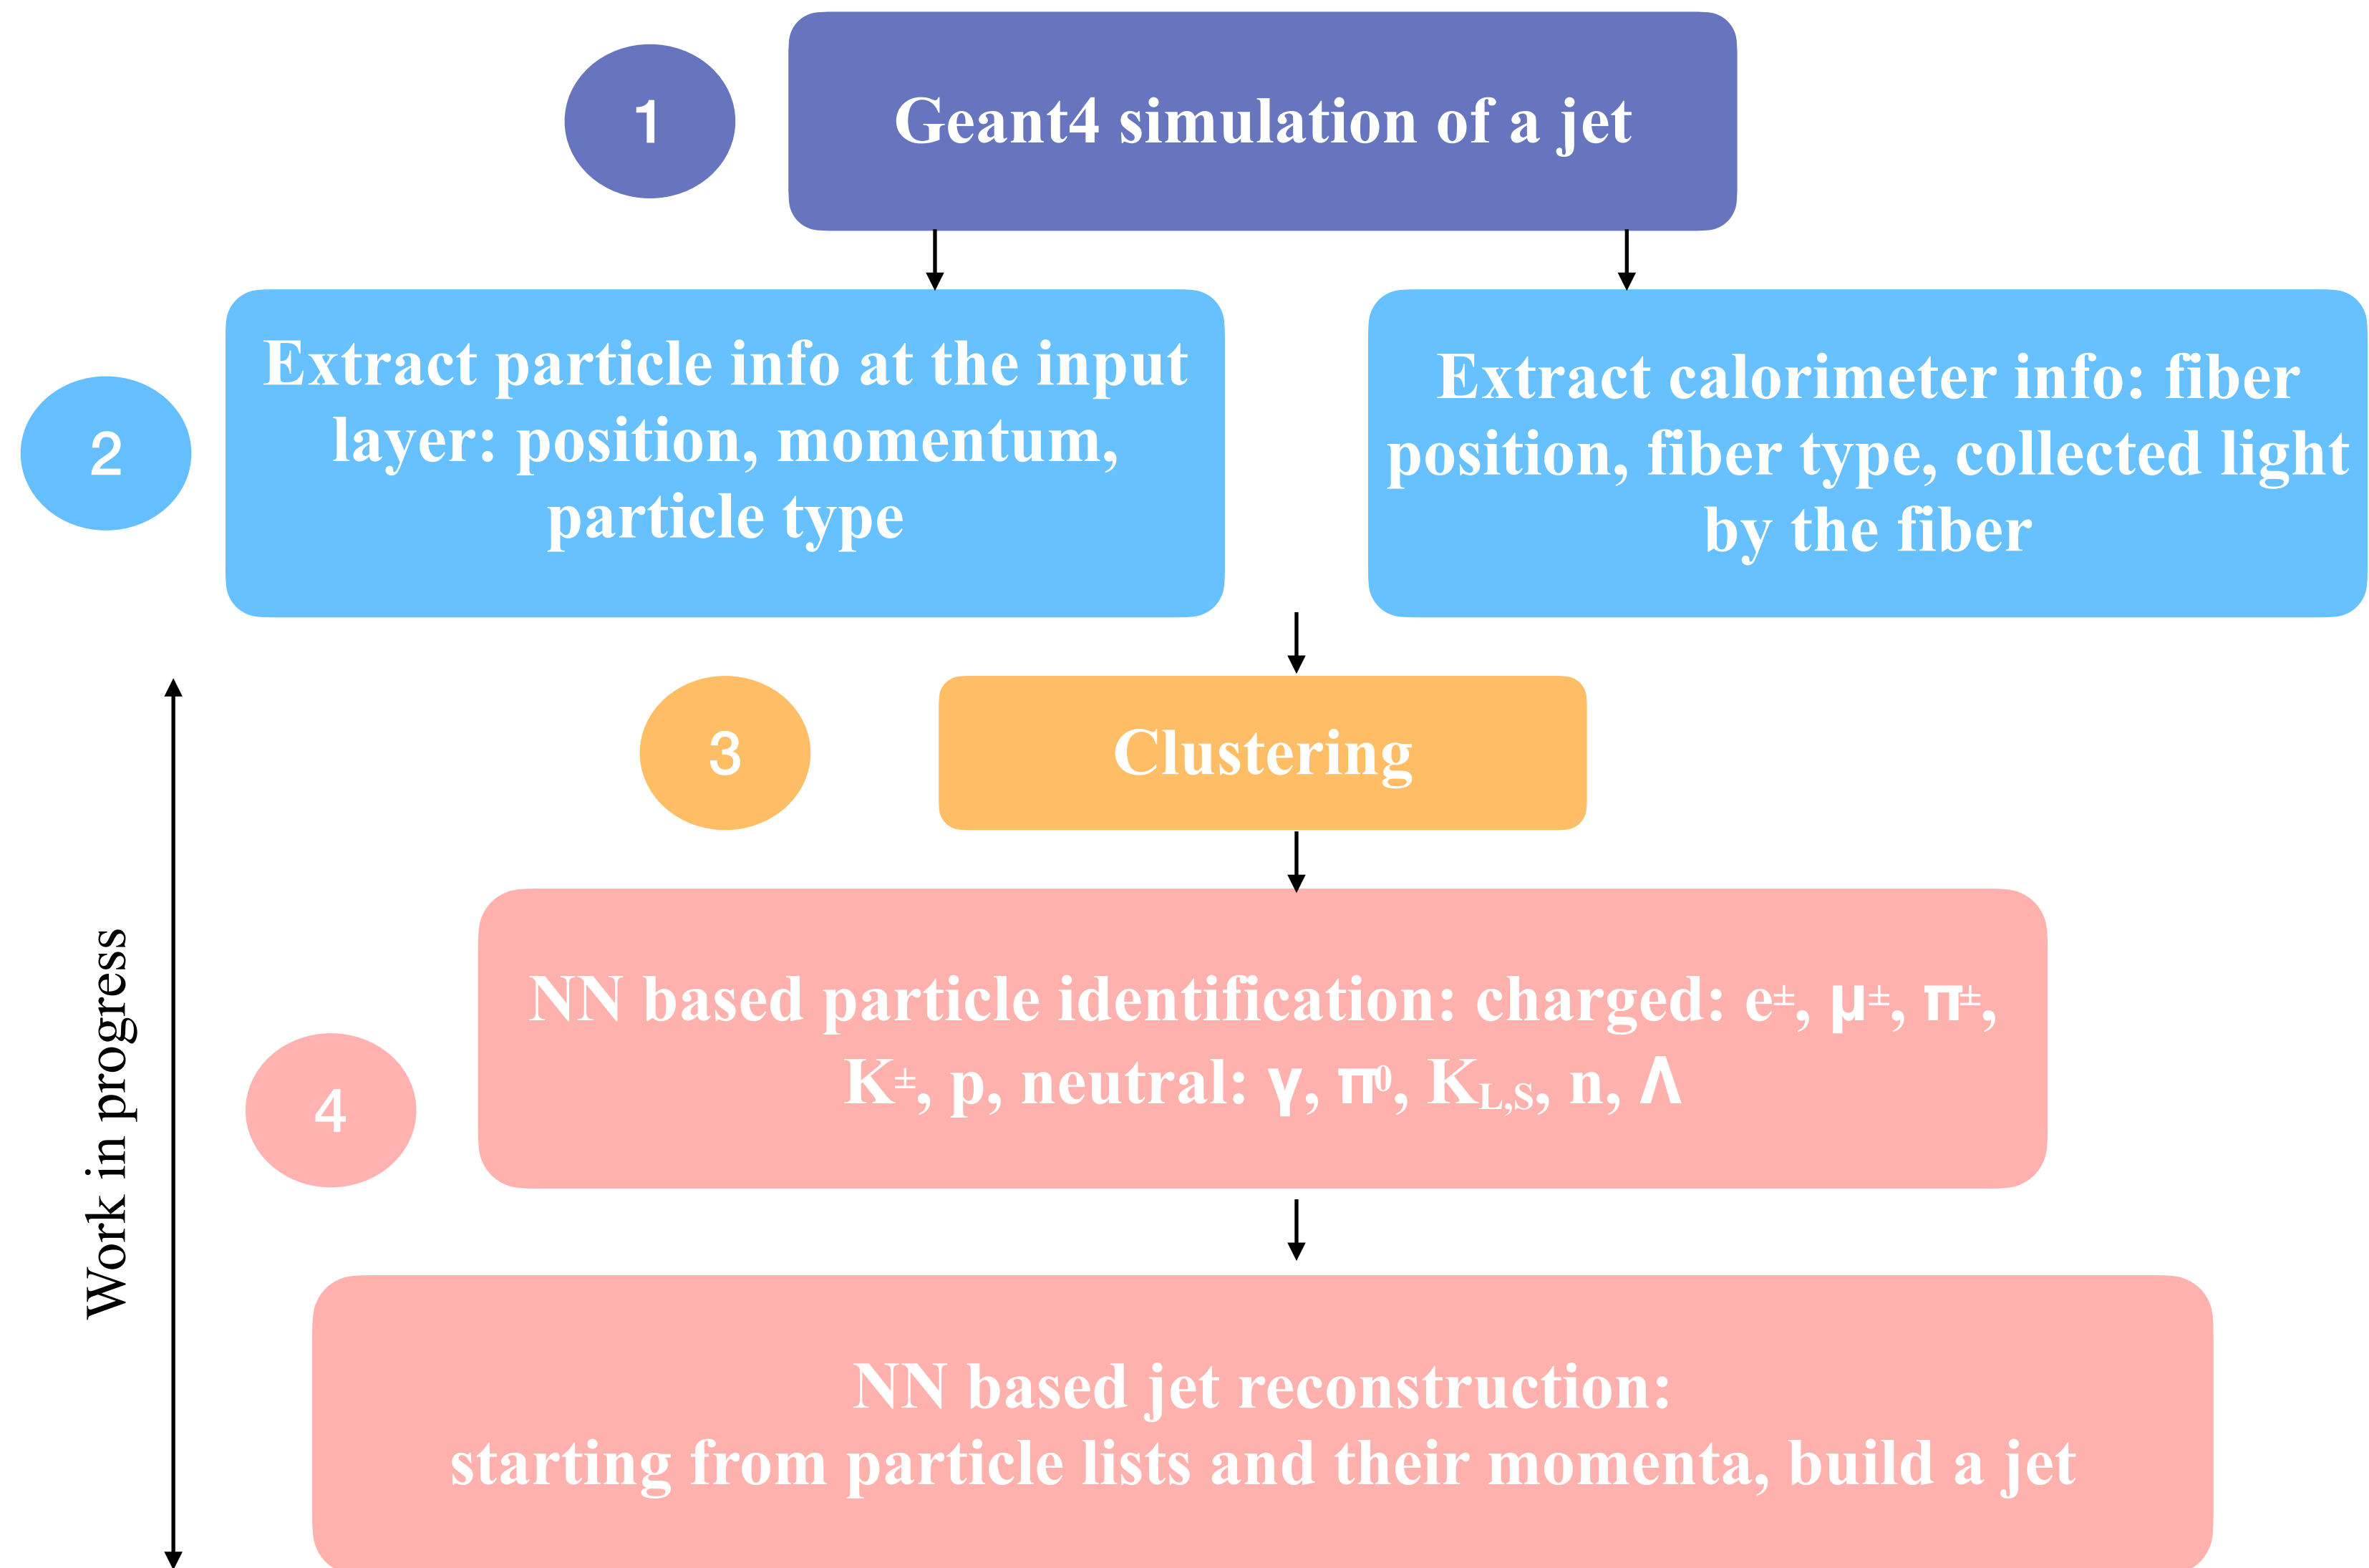 1
Geant4 simulation of a jet
2
Extract particle info at the input
layer: position, momentum,
particle type
Extract calorimeter info: fiber
position, fiber type, collected light
by the fiber
Work in progress
3
Clustering
4
NN based particle identification: charged: e±, μ±, π±,
K±, p, neutral: γ, π⁰, K_L,S, n, Λ
NN based jet reconstruction:
starting from particle lists and their momenta, build a jet